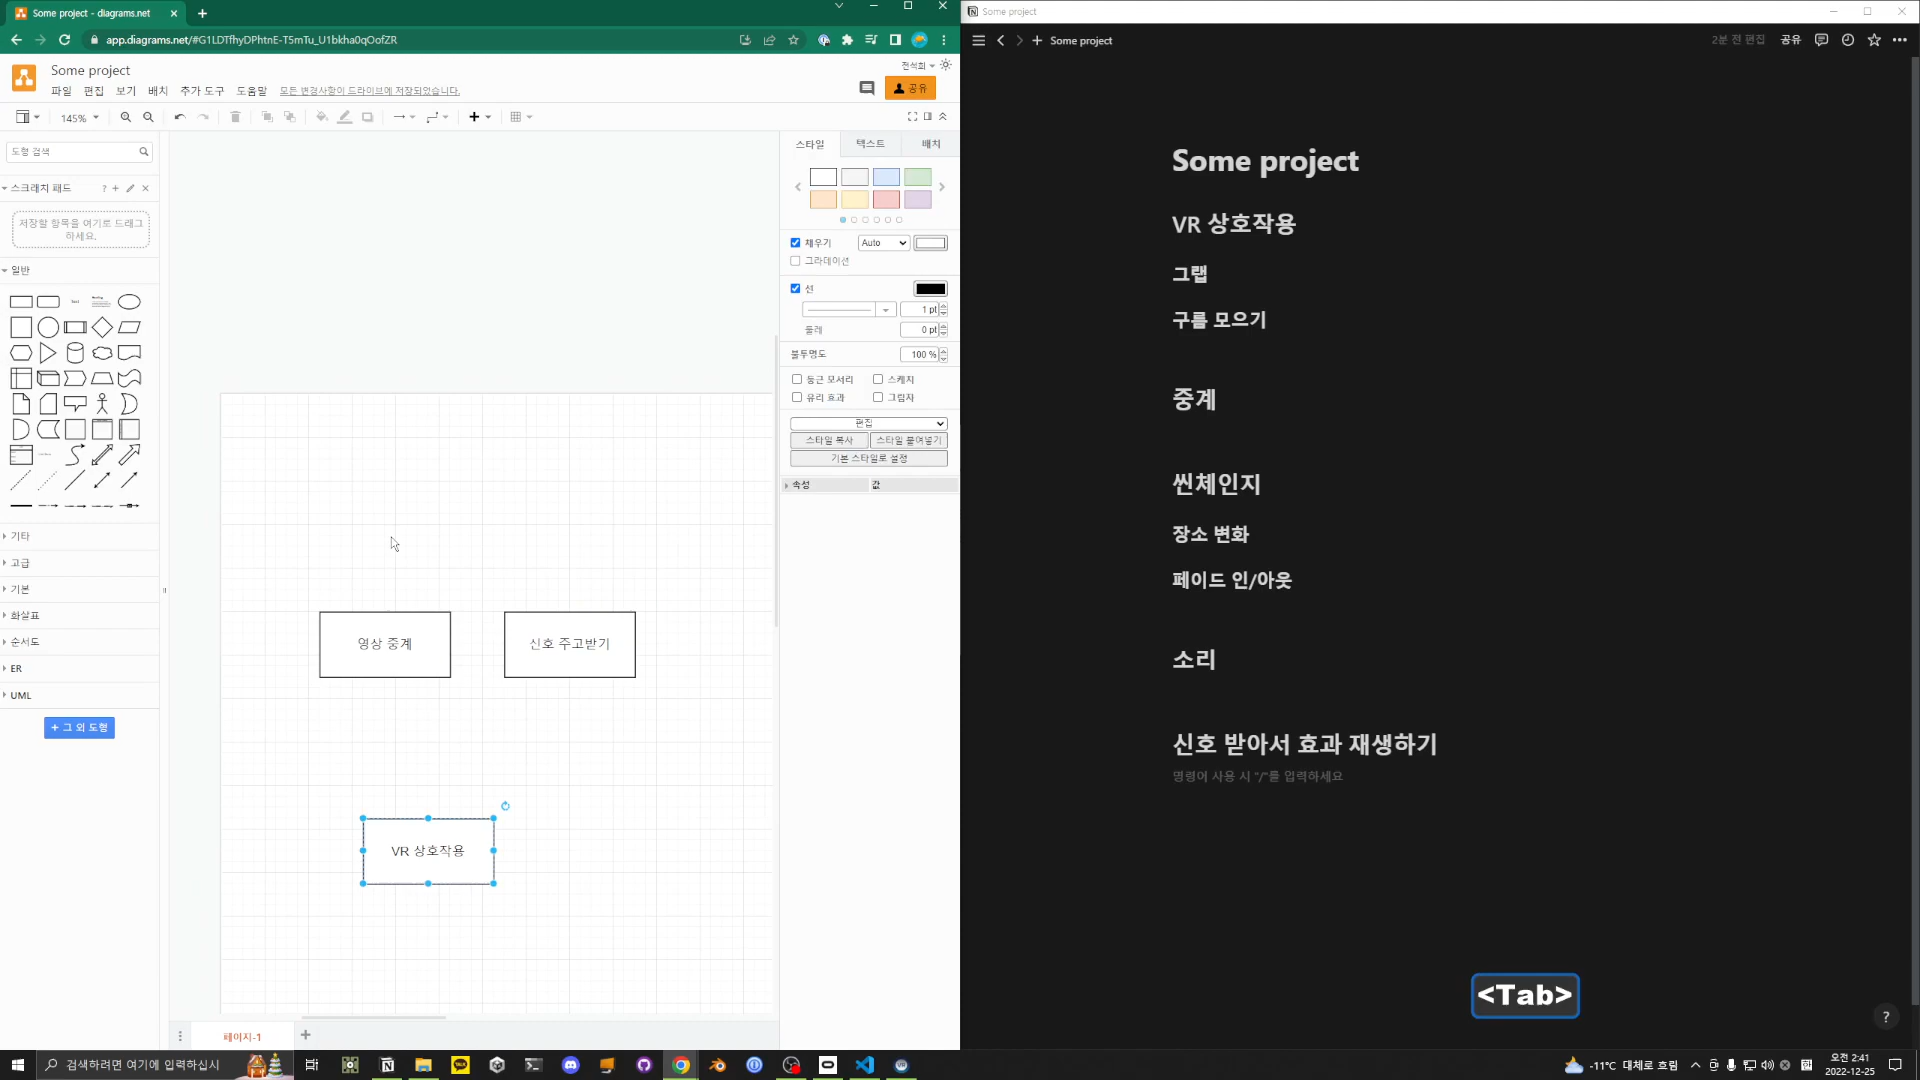 Some project - diagrams.net
app.diagrams.net/#G1LDTfhyDPhtnE-T5mTu_U1bkha0qOofZR
Some project
전석희
파일 편집 보기 배치 추가 도구 도움말 모든 변경사항이 드라이브에 저장되었습니다.
공유
145%
도형 검색
스크래치 패드
?
저장할 항목을 여기로 드래그
하세요.
일반
Text
Heading
기타
고급
기본
화살표
순서도
ER
UML
+ 그 외 도형
영상 중계
신호 주고받기
VR 상호작용
페이지-1
스타일 텍스트 배치
채우기 Auto
그라데이션
선
1 pt
둘레 0 pt
불투명도 100 %
둥근 모서리 스케치
유리 효과 그림자
편집
스타일 복사 스타일 붙여넣기
기본 스타일로 설정
속성 값
Some project
Some project
2분 전 편집 공유
Some project
VR 상호작용
그랩
구름 모으기
중계
씬체인지
장소 변화
페이드 인/아웃
소리
신호 받아서 효과 재생하기
명령어 사용 시 "/"를 입력하세요
<Tab>
?
검색하려면 여기에 입력하십시
TALK
-11°C 대체로 흐림
오전 2:41
2022-12-25